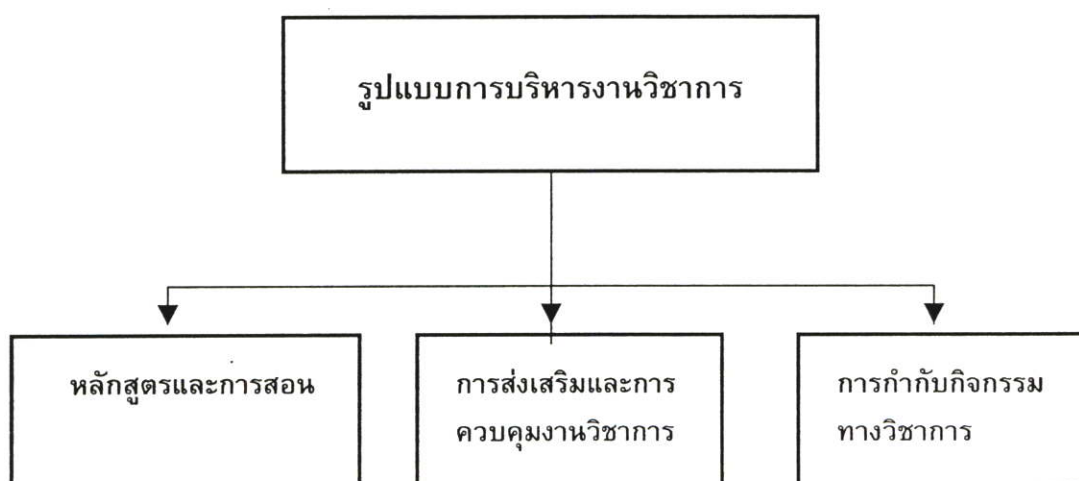 รูปแบบการบริหารงานวิชาการ
หลักสูตรและการสอน
การส่งเสริมและการ
ควบคุมงานวิชาการ
การกำกับกิจกรรม
ทางวิชาการ